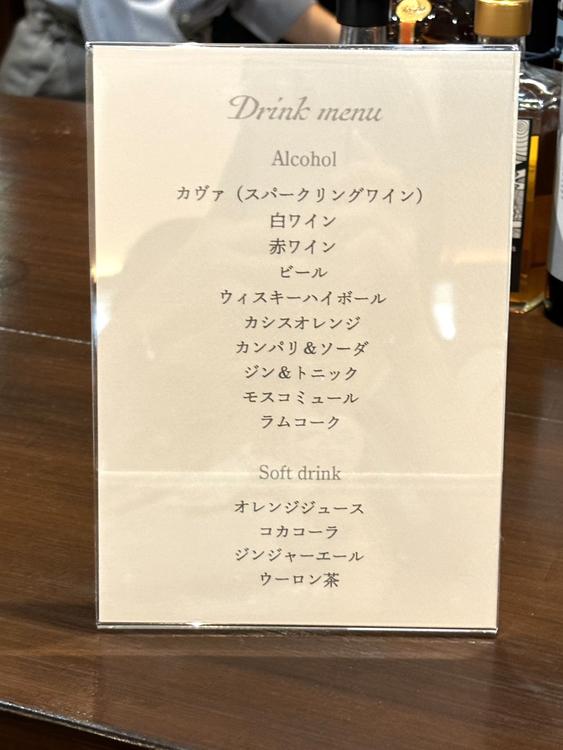 Drink menu
Alcohol
カヴァ（スパークリングワイン）
白ワイン
赤ワイン
ビール
ウィスキーハイボール
カシスオレンジ
カンパリ＆ソーダ
ジン＆トニック
モスコミュール
ラムコーク
Soft drink
オレンジジュース
コカコーラ
ジンジャーエール
ウーロン茶